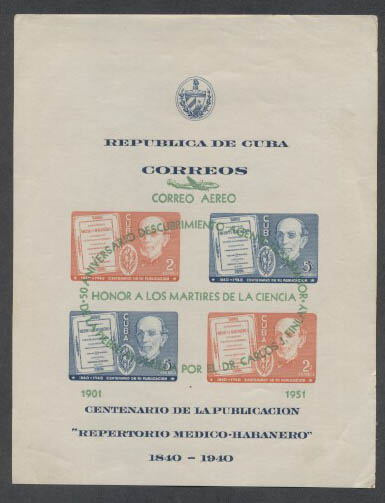 REPUBLICA DE CUBA
CORREOS
CORREO AEREO
50 ANIVERSARIO DESCUBRIMIENTO AGENTE
CUBA
2
1840-1940 CENTENARIO DE SU PUBLICACION
CUBA
5
1840-1940 CENTENARIO DE SU PUBLICACION
HONOR A LOS MARTIRES DE LA CIENCIA
CUBA
5
1840-1940 CENTENARIO DE SU PUBLICACION
CUBA
2
1840-1940 CENTENARIO DE SU PUBLICACION
POR EL DR. CARLOS J. FINLAY
1901 1951
CENTENARIO DE LA PUBLICACION
"REPERTORIO MEDICO-HABANERO"
1840 - 1940